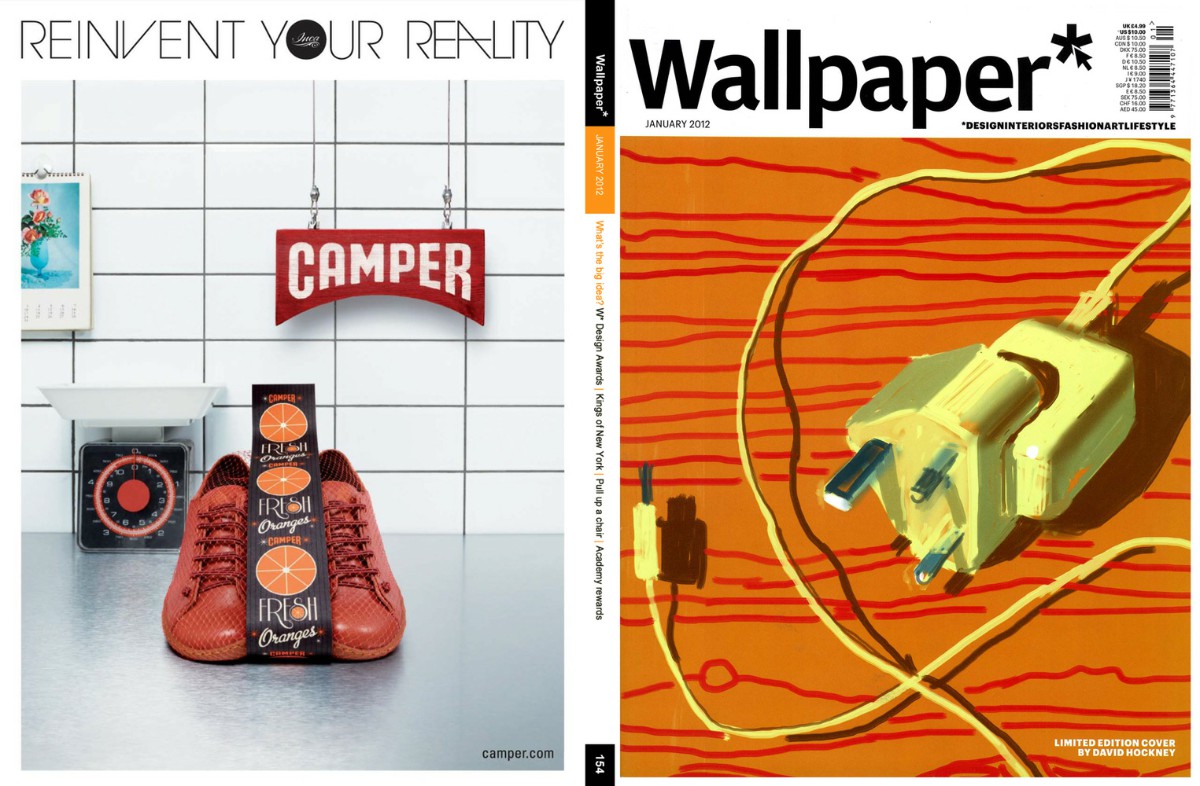 REINVENT YOUR REALITY
Inca
CAMPER
CAMPER
FRESH
Oranges
CAMPER
FRESH
Oranges
CAMPER
FRESH
Oranges
CAMPER
camper.com
Wallpaper*
JANUARY 2012
What's the big idea? W* Design Awards | Kings of New York | Pull up a chair | Academy rewards
154
Wallpaper*
JANUARY 2012
*DESIGNINTERIORSFASHIONARTLIFESTYLE
UK £4.99
US $10.00
AUS $ 10.50
CDN $ 10.00
DKK 75.00
F € 8.50
D € 10.50
NL € 8.50
I € 9.00
J ¥ 1740
SGP $ 18.20
E € 8.50
SEK 75.00
CHF 16.00
AED 45.00
01>
9 771364 447107
LIMITED EDITION COVER
BY DAVID HOCKNEY